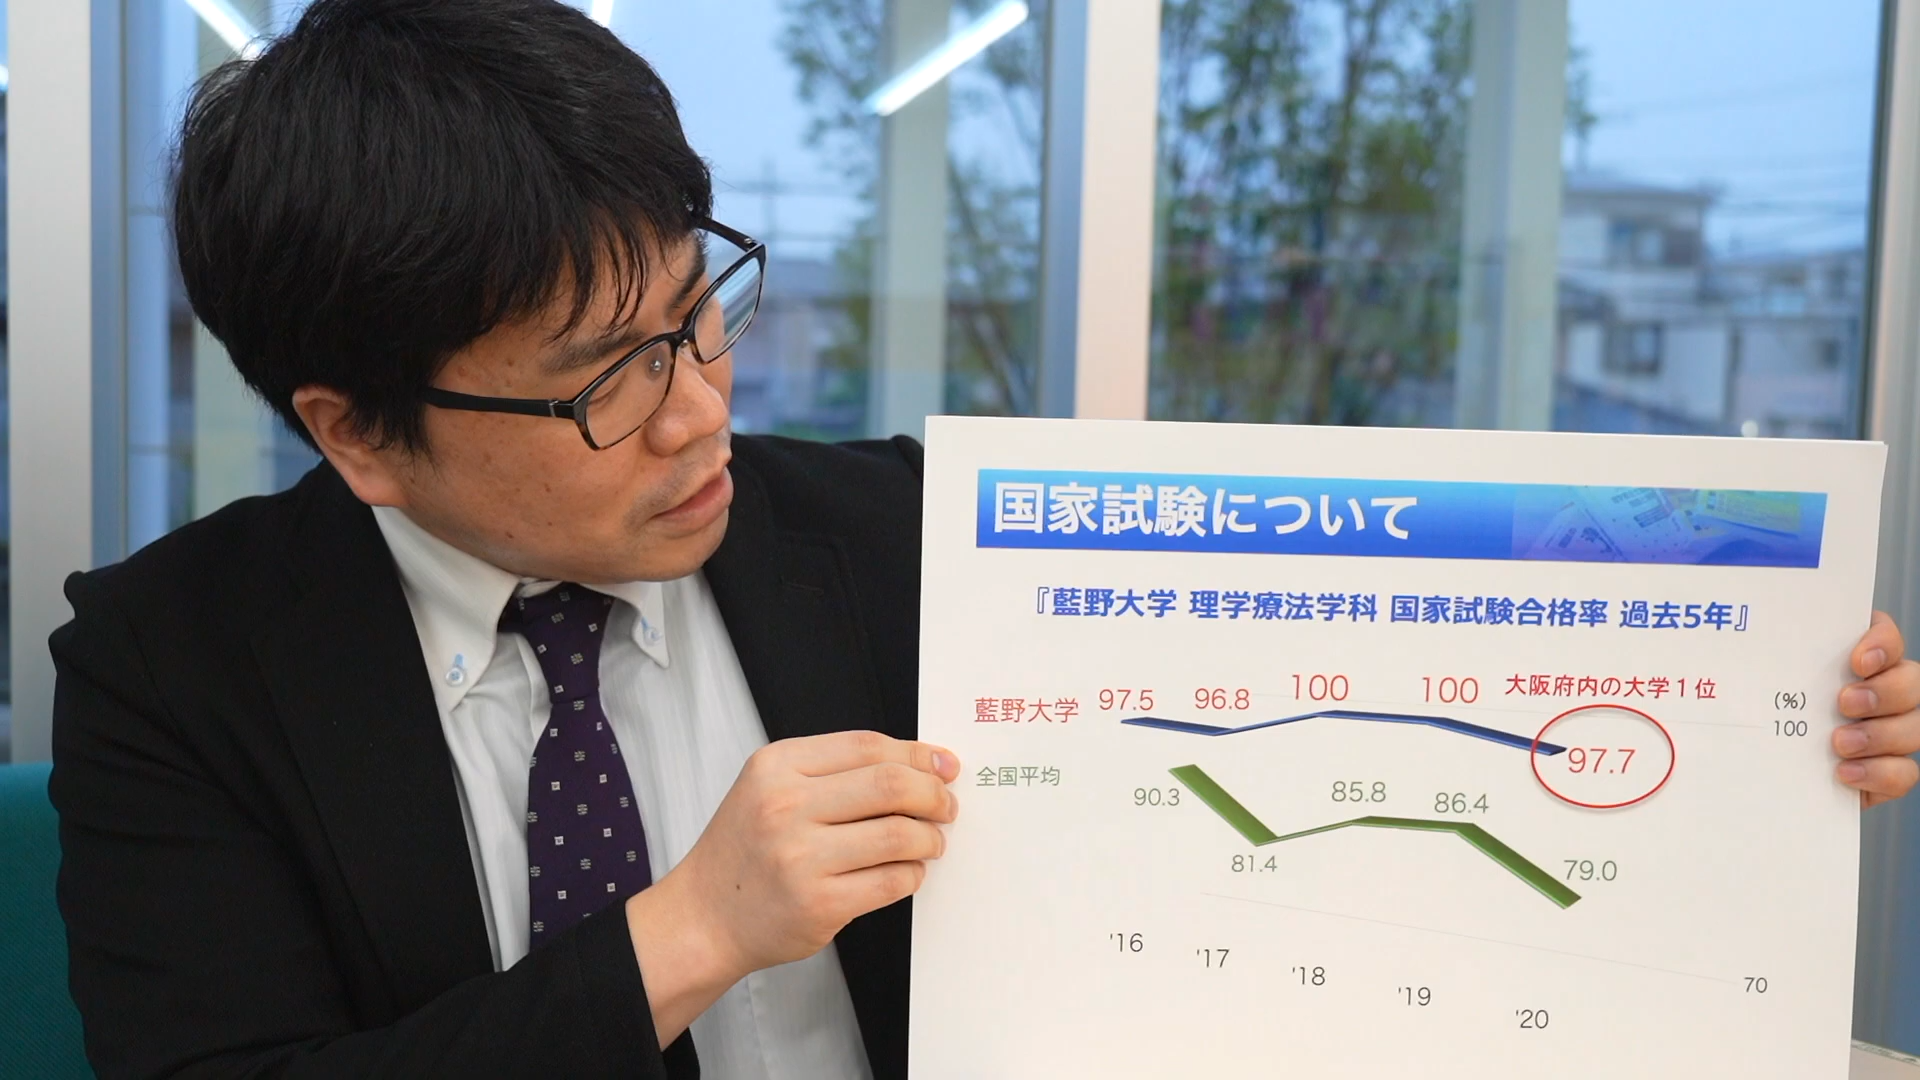 国家試験について
『藍野大学 理学療法学科 国家試験合格率 過去5年』
藍野大学 97.5 96.8 100 100 大阪府内の大学1位 (%)
100
97.7
全国平均
90.3 85.8 86.4
81.4 79.0
'16 '17 '18 '19 '20
70